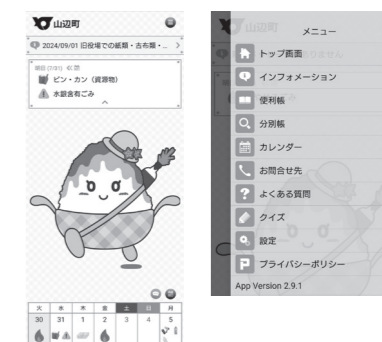 山辺町
2024/09/01 旧役場での紙類・古布類・...
明日 (7/31) ≪次
ビン・カン（資源物）
水銀含有ごみ
火 水 木 金 土 日 月
30 31 1 2 3 4 5
メニュー
トップ画面
インフォメーション
便利帳
分別帳
カレンダー
お問合せ先
よくある質問
クイズ
設定
プライバシーポリシー
App Version 2.9.1